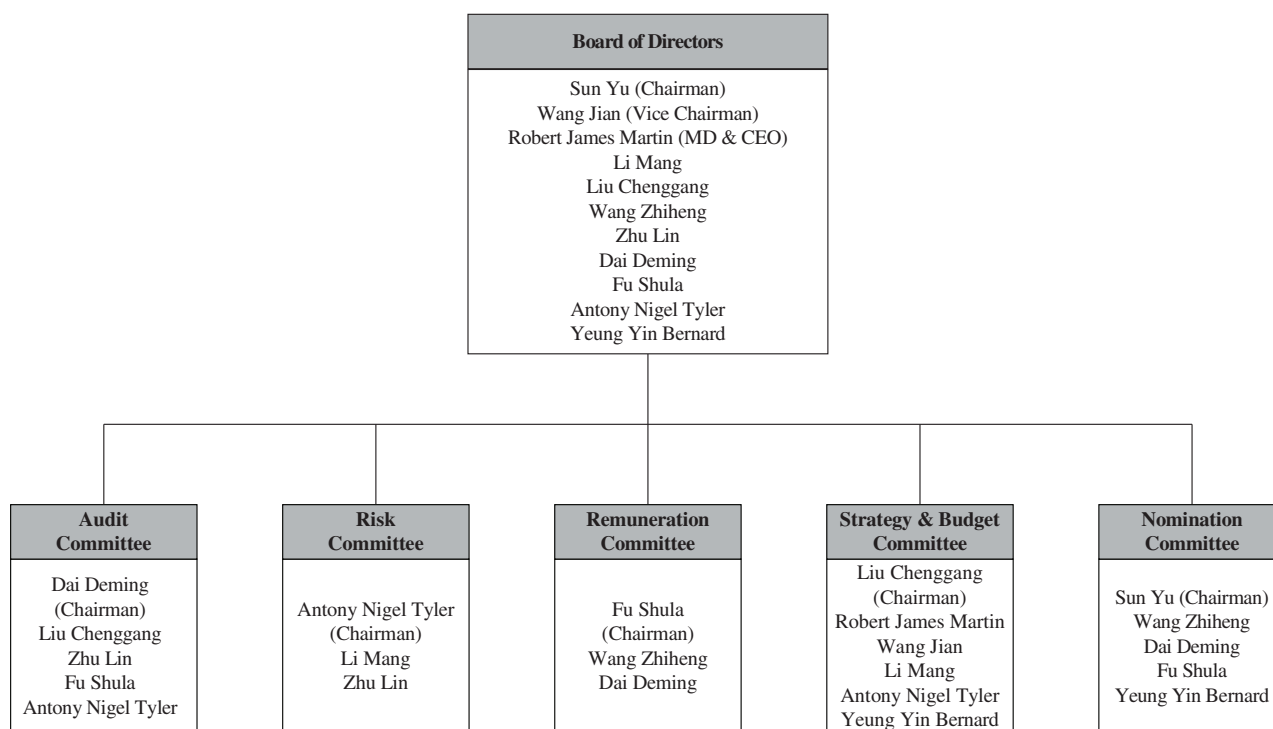 Board of Directors
Sun Yu (Chairman)
Wang Jian (Vice Chairman)
Robert James Martin (MD & CEO)
Li Mang
Liu Chenggang
Wang Zhiheng
Zhu Lin
Dai Deming
Fu Shula
Antony Nigel Tyler
Yeung Yin Bernard
Audit
Committee
Dai Deming
(Chairman)
Liu Chenggang
Zhu Lin
Fu Shula
Antony Nigel Tyler
Risk
Committee
Antony Nigel Tyler
(Chairman)
Li Mang
Zhu Lin
Remuneration
Committee
Fu Shula
(Chairman)
Wang Zhiheng
Dai Deming
Strategy & Budget
Committee
Liu Chenggang
(Chairman)
Robert James Martin
Wang Jian
Li Mang
Antony Nigel Tyler
Yeung Yin Bernard
Nomination
Committee
Sun Yu (Chairman)
Wang Zhiheng
Dai Deming
Fu Shula
Yeung Yin Bernard